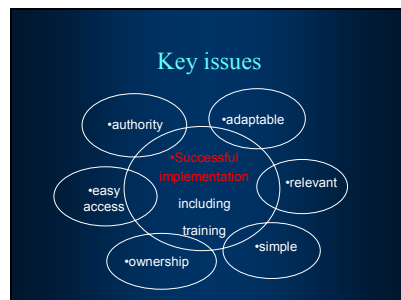 Key issues
•authority
•adaptable
•Successful
implementation
•easy
access
•relevant
including
training
•simple
•ownership